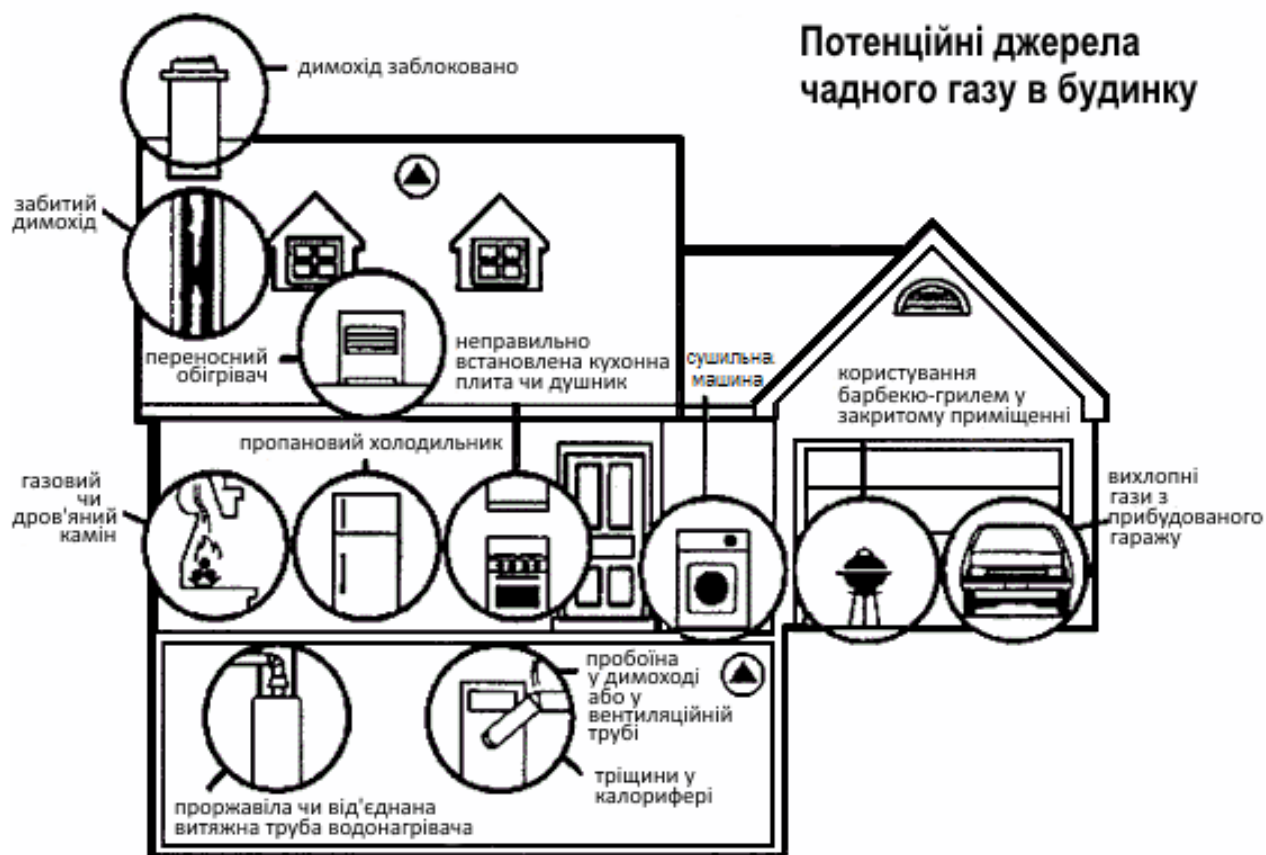 Потенційні джерела
чадного газу в будинку
димохід заблоковано
забитий
димохід
переносний
обігрівач
неправильно
встановлена кухонна
плита чи душник
сушильна
машина
користування
барбекю-грилем у
закритому приміщенні
пропановий холодильник
газовий
чи
дров'яний
камін
вихлопні
гази з
прибудованого
гаражу
пробоїна
у димоході
або у
вентиляційній
трубі
тріщини у
калорифері
проржавіла чи від'єднана
витяжна труба водонагрівача